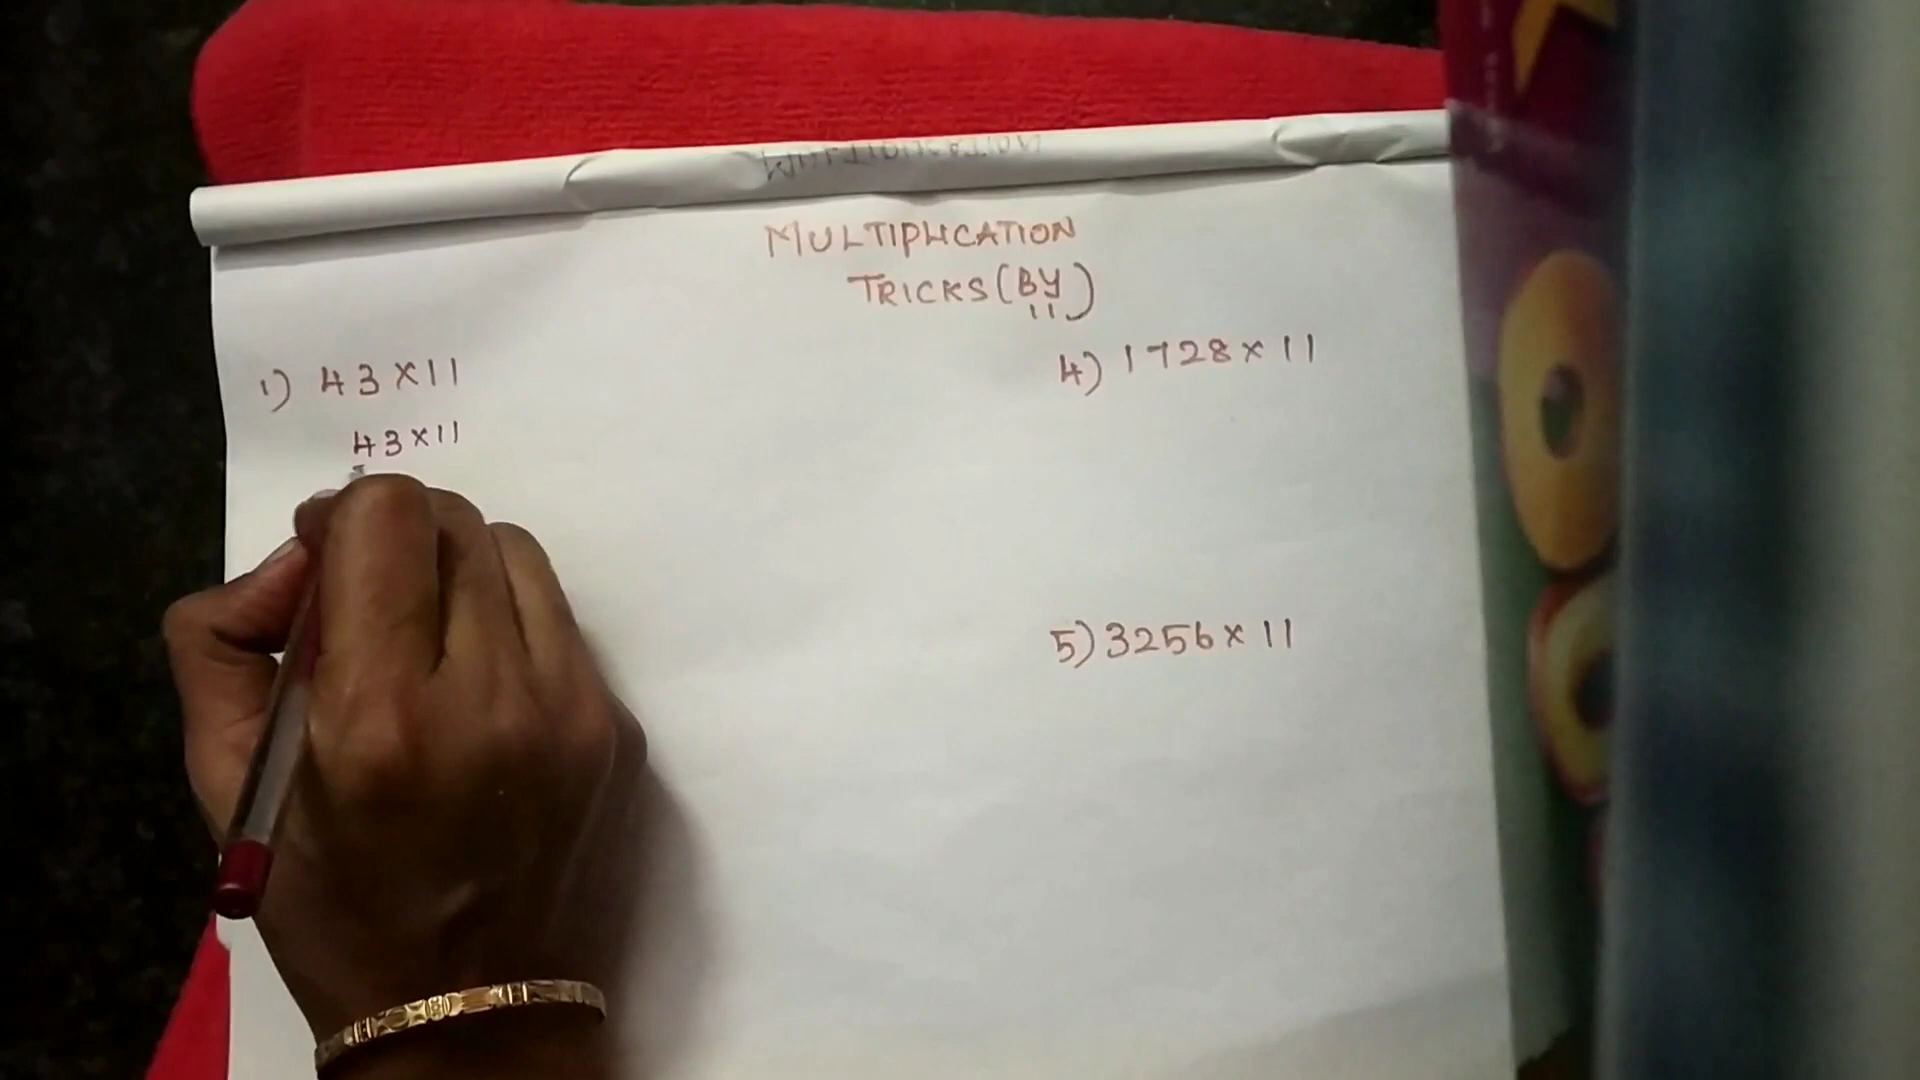 MULTIPLICATION
TRICKS (BY
11)
1) 43 × 11
43 × 11
4) 1728 × 11
5) 3256 × 11